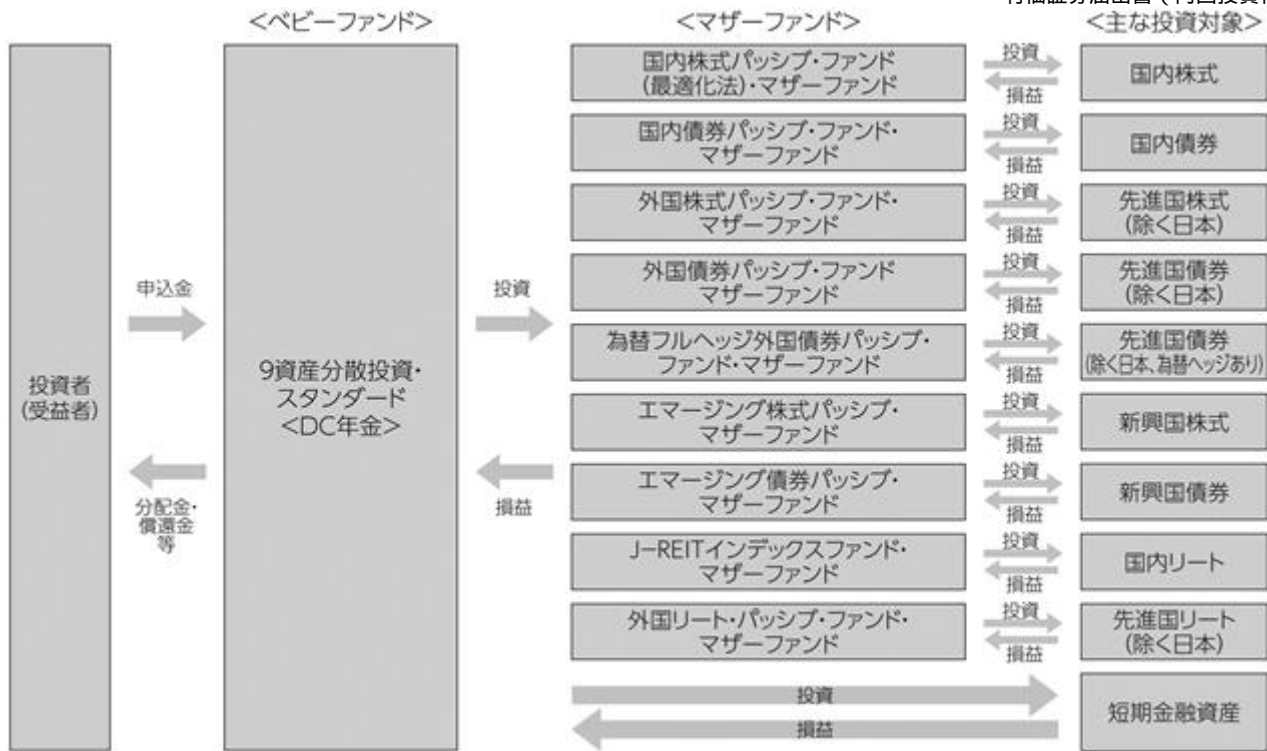 有価証券届出書（内国投資信
<ベビーファンド>
<マザーファンド>
<主な投資対象>
投資者
(受益者)
申込金
分配金・
償還金
等
9資産分散投資・
スタンダード
<DC年金>
投資
損益
国内株式パッシブ・ファンド
(最適化法)・マザーファンド
投資
損益
国内株式
国内債券パッシブ・ファンド・
マザーファンド
投資
損益
国内債券
外国株式パッシブ・ファンド・
マザーファンド
投資
損益
先進国株式
(除く日本)
外国債券パッシブ・ファンド
マザーファンド
投資
損益
先進国債券
(除く日本)
為替フルヘッジ外国債券パッシブ・
ファンド・マザーファンド
投資
損益
先進国債券
(除く日本、為替ヘッジあり)
エマージング株式パッシブ・
マザーファンド
投資
損益
新興国株式
エマージング債券パッシブ・
マザーファンド
投資
損益
新興国債券
J-REITインデックスファンド・
マザーファンド
投資
損益
国内リート
外国リート・パッシブ・ファンド・
マザーファンド
投資
損益
先進国リート
(除く日本)
投資
損益
短期金融資産